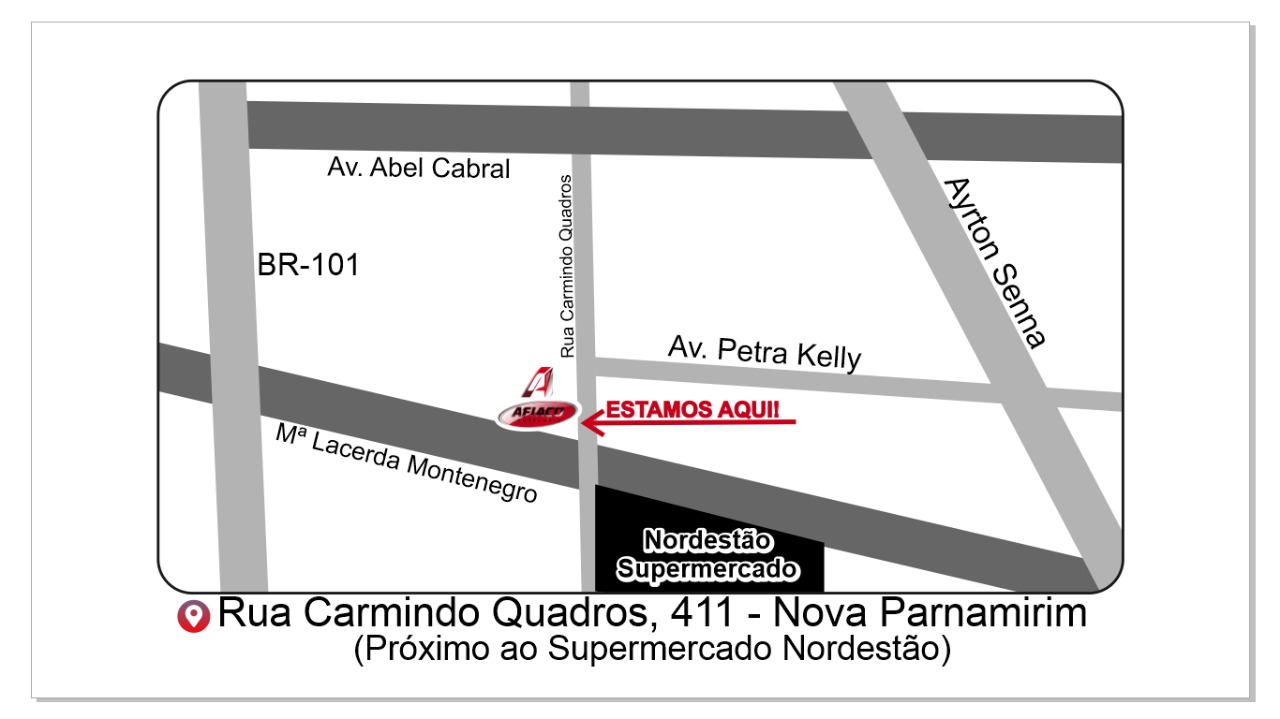 Av. Abel Cabral
Rua Carmindo Quadros
Ayrton Senna
BR-101
Av. Petra Kelly
AFIAÇO
ESTAMOS AQUI!
Mª Lacerda Montenegro
Nordestão
Supermercado
Rua Carmindo Quadros, 411 - Nova Parnamirim
(Próximo ao Supermercado Nordestão)